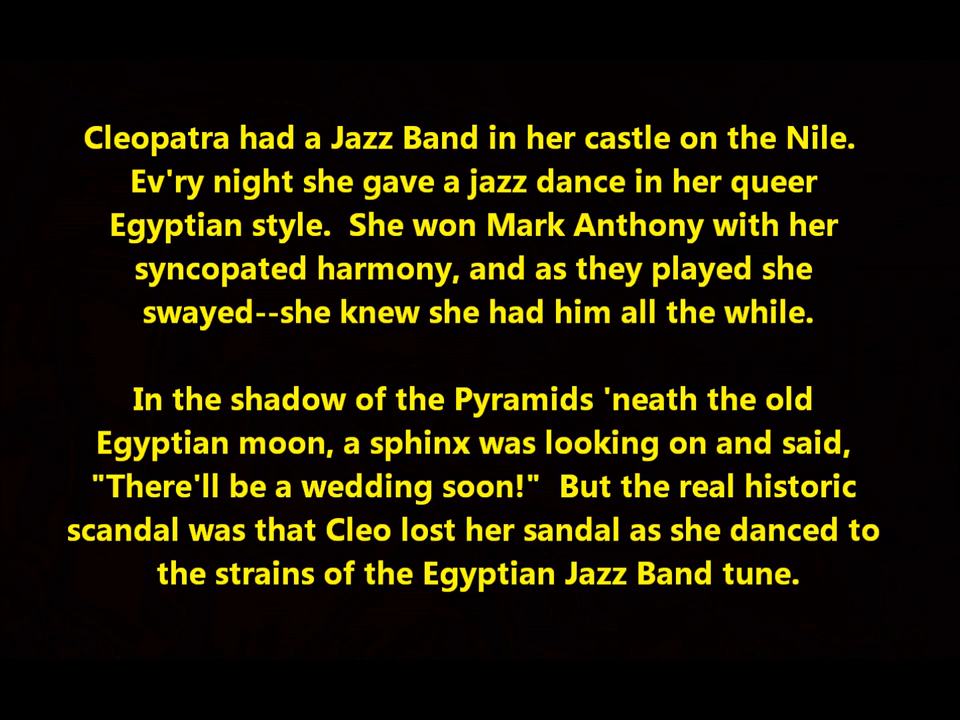 Cleopatra had a Jazz Band in her castle on the Nile.
Ev'ry night she gave a jazz dance in her queer
Egyptian style.  She won Mark Anthony with her
syncopated harmony, and as they played she
swayed--she knew she had him all the while.
In the shadow of the Pyramids 'neath the old
Egyptian moon, a sphinx was looking on and said,
"There'll be a wedding soon!"  But the real historic
scandal was that Cleo lost her sandal as she danced to
the strains of the Egyptian Jazz Band tune.